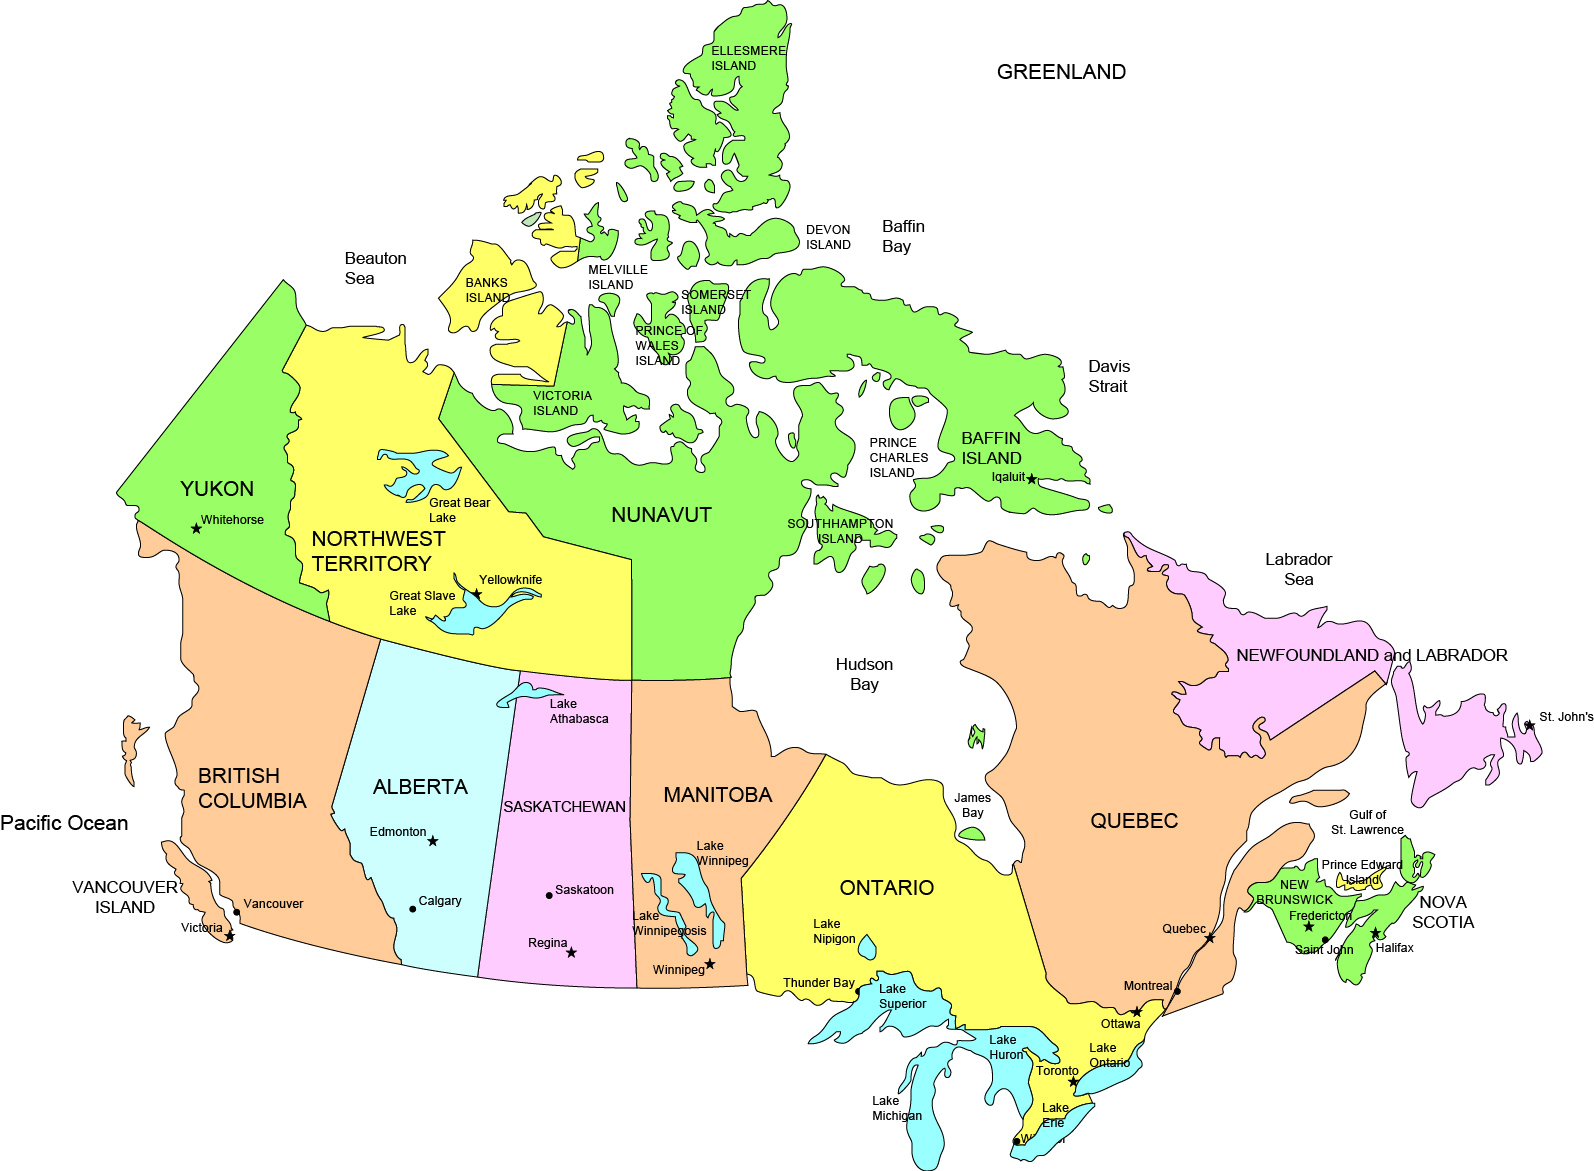 ELLESMERE
ISLAND
GREENLAND
DEVON
ISLAND
Baffin
Bay
Beauton
Sea
MELVILLE
ISLAND
BANKS
ISLAND
SOMERSET
ISLAND
PRINCE OF
WALES
ISLAND
Davis
Strait
VICTORIA
ISLAND
PRINCE
CHARLES
ISLAND
BAFFIN
ISLAND
Iqaluit
YUKON
Whitehorse
Great Bear
Lake
NORTHWEST
TERRITORY
NUNAVUT
SOUTHHAMPTON
ISLAND
Yellowknife
Great Slave
Lake
Labrador
Sea
Hudson
Bay
NEWFOUNDLAND and LABRADOR
St. John's
Lake
Athabasca
BRITISH
COLUMBIA
ALBERTA
SASKATCHEWAN
MANITOBA
James
Bay
QUEBEC
Gulf of
St. Lawrence
Pacific Ocean
Edmonton
Lake
Winnipeg
Prince Edward
Island
VANCOUVER
ISLAND
Vancouver
Victoria
Calgary
Saskatoon
ONTARIO
NEW
BRUNSWICK
Fredericton
NOVA
SCOTIA
Lake
Winnipegosis
Regina
Winnipeg
Lake
Nipigon
Quebec
Saint John
Halifax
Thunder Bay
Lake
Superior
Montreal
Ottawa
Lake
Huron
Lake
Ontario
Toronto
Lake
Michigan
Lake
Erie